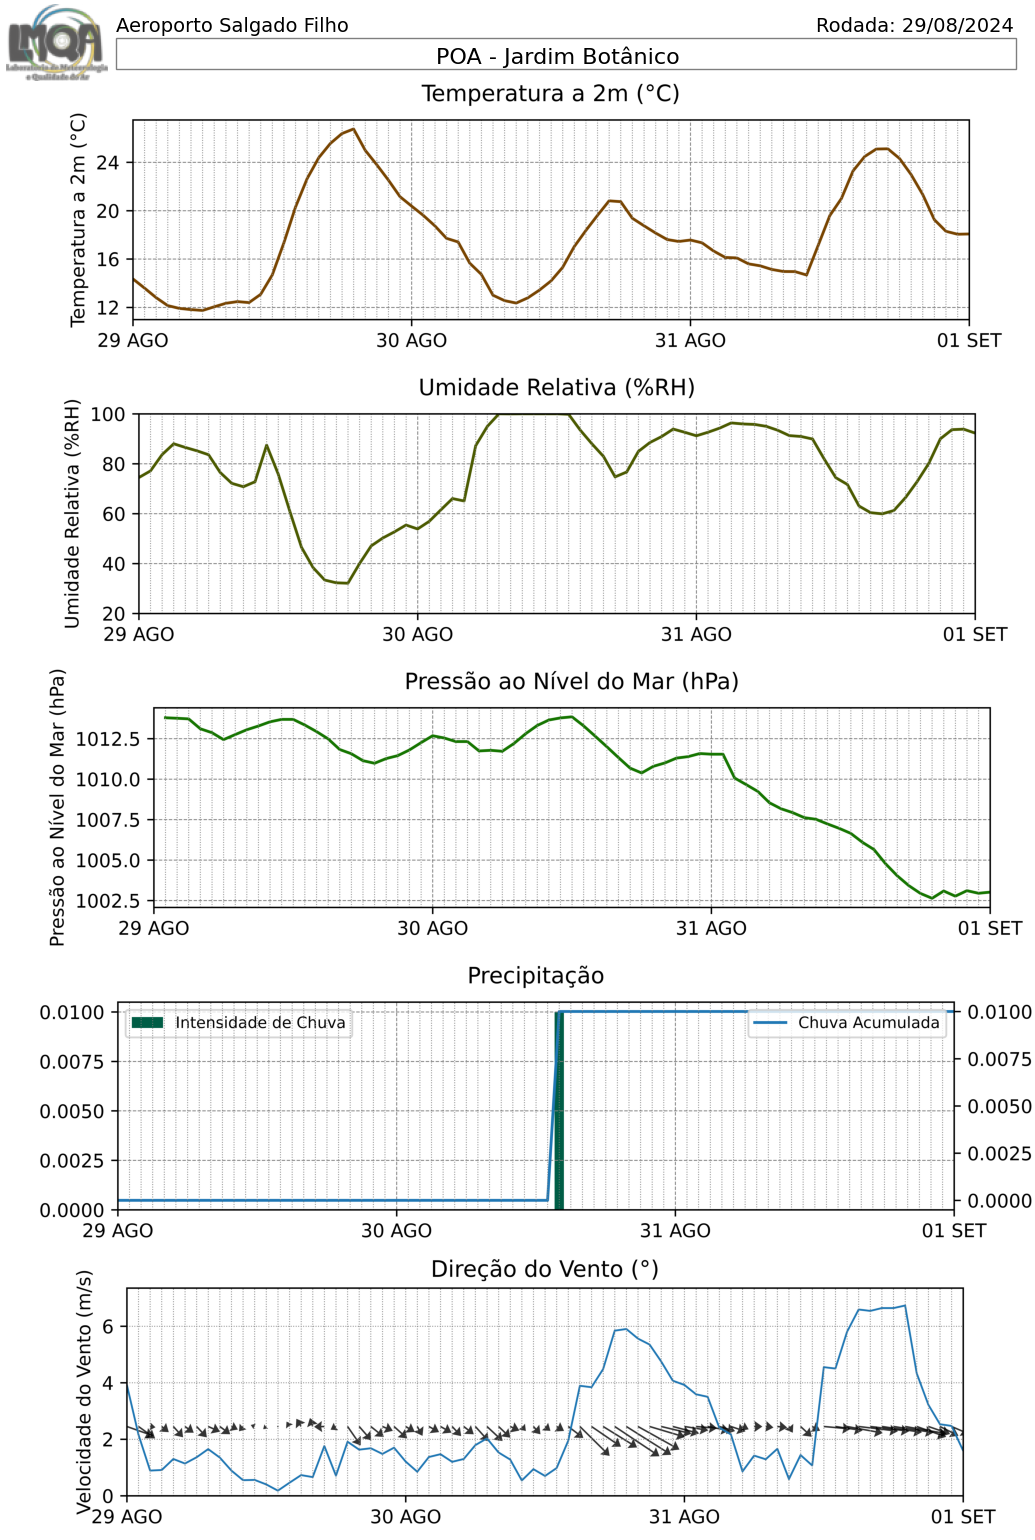 LMQA
Laboratório de Meteorologia
e Qualidade do Ar
Aeroporto Salgado Filho
Rodada: 29/08/2024
POA - Jardim Botânico
Temperatura a 2m (°C)
Temperatura a 2m (°C)
24
20
16
12
29 AGO 30 AGO 31 AGO 01 SET
Umidade Relativa (%RH)
Umidade Relativa (%RH)
100
80
60
40
20
29 AGO 30 AGO 31 AGO 01 SET
Pressão ao Nível do Mar (hPa)
Pressão ao Nível do Mar (hPa)
1012.5
1010.0
1007.5
1005.0
1002.5
29 AGO 30 AGO 31 AGO 01 SET
Precipitação
0.0100 0.0100
Intensidade de Chuva Chuva Acumulada
0.0075 0.0075
0.0050 0.0050
0.0025 0.0025
0.0000 0.0000
29 AGO 30 AGO 31 AGO 01 SET
Direção do Vento (°)
Velocidade do Vento (m/s)
6
4
2
0
29 AGO 30 AGO 31 AGO 01 SET